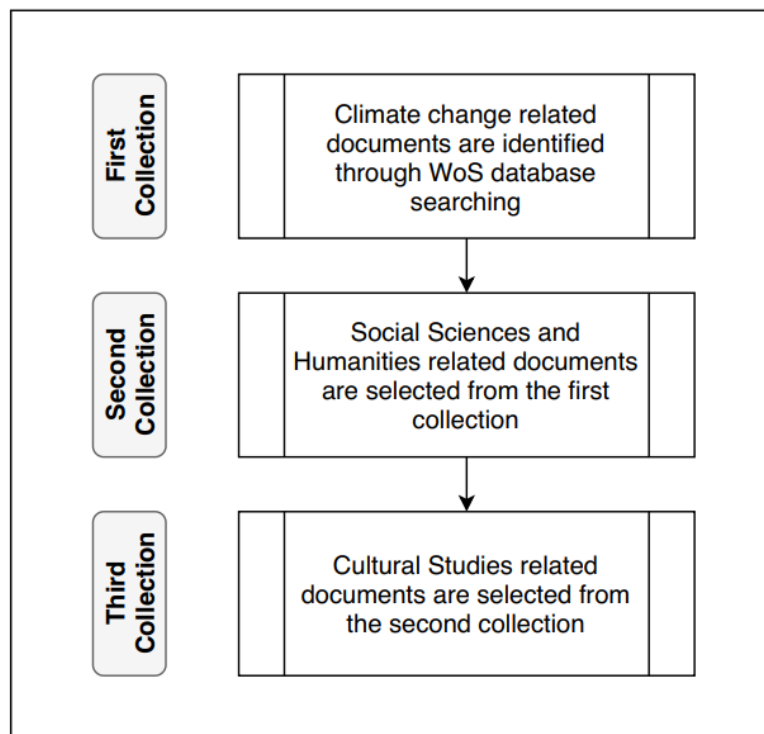 First
Collection
Climate change related
documents are identified
through WoS database
searching
Second
Collection
Social Sciences and
Humanities related documents
are selected from the first
collection
Third
Collection
Cultural Studies related
documents are selected from
the second collection